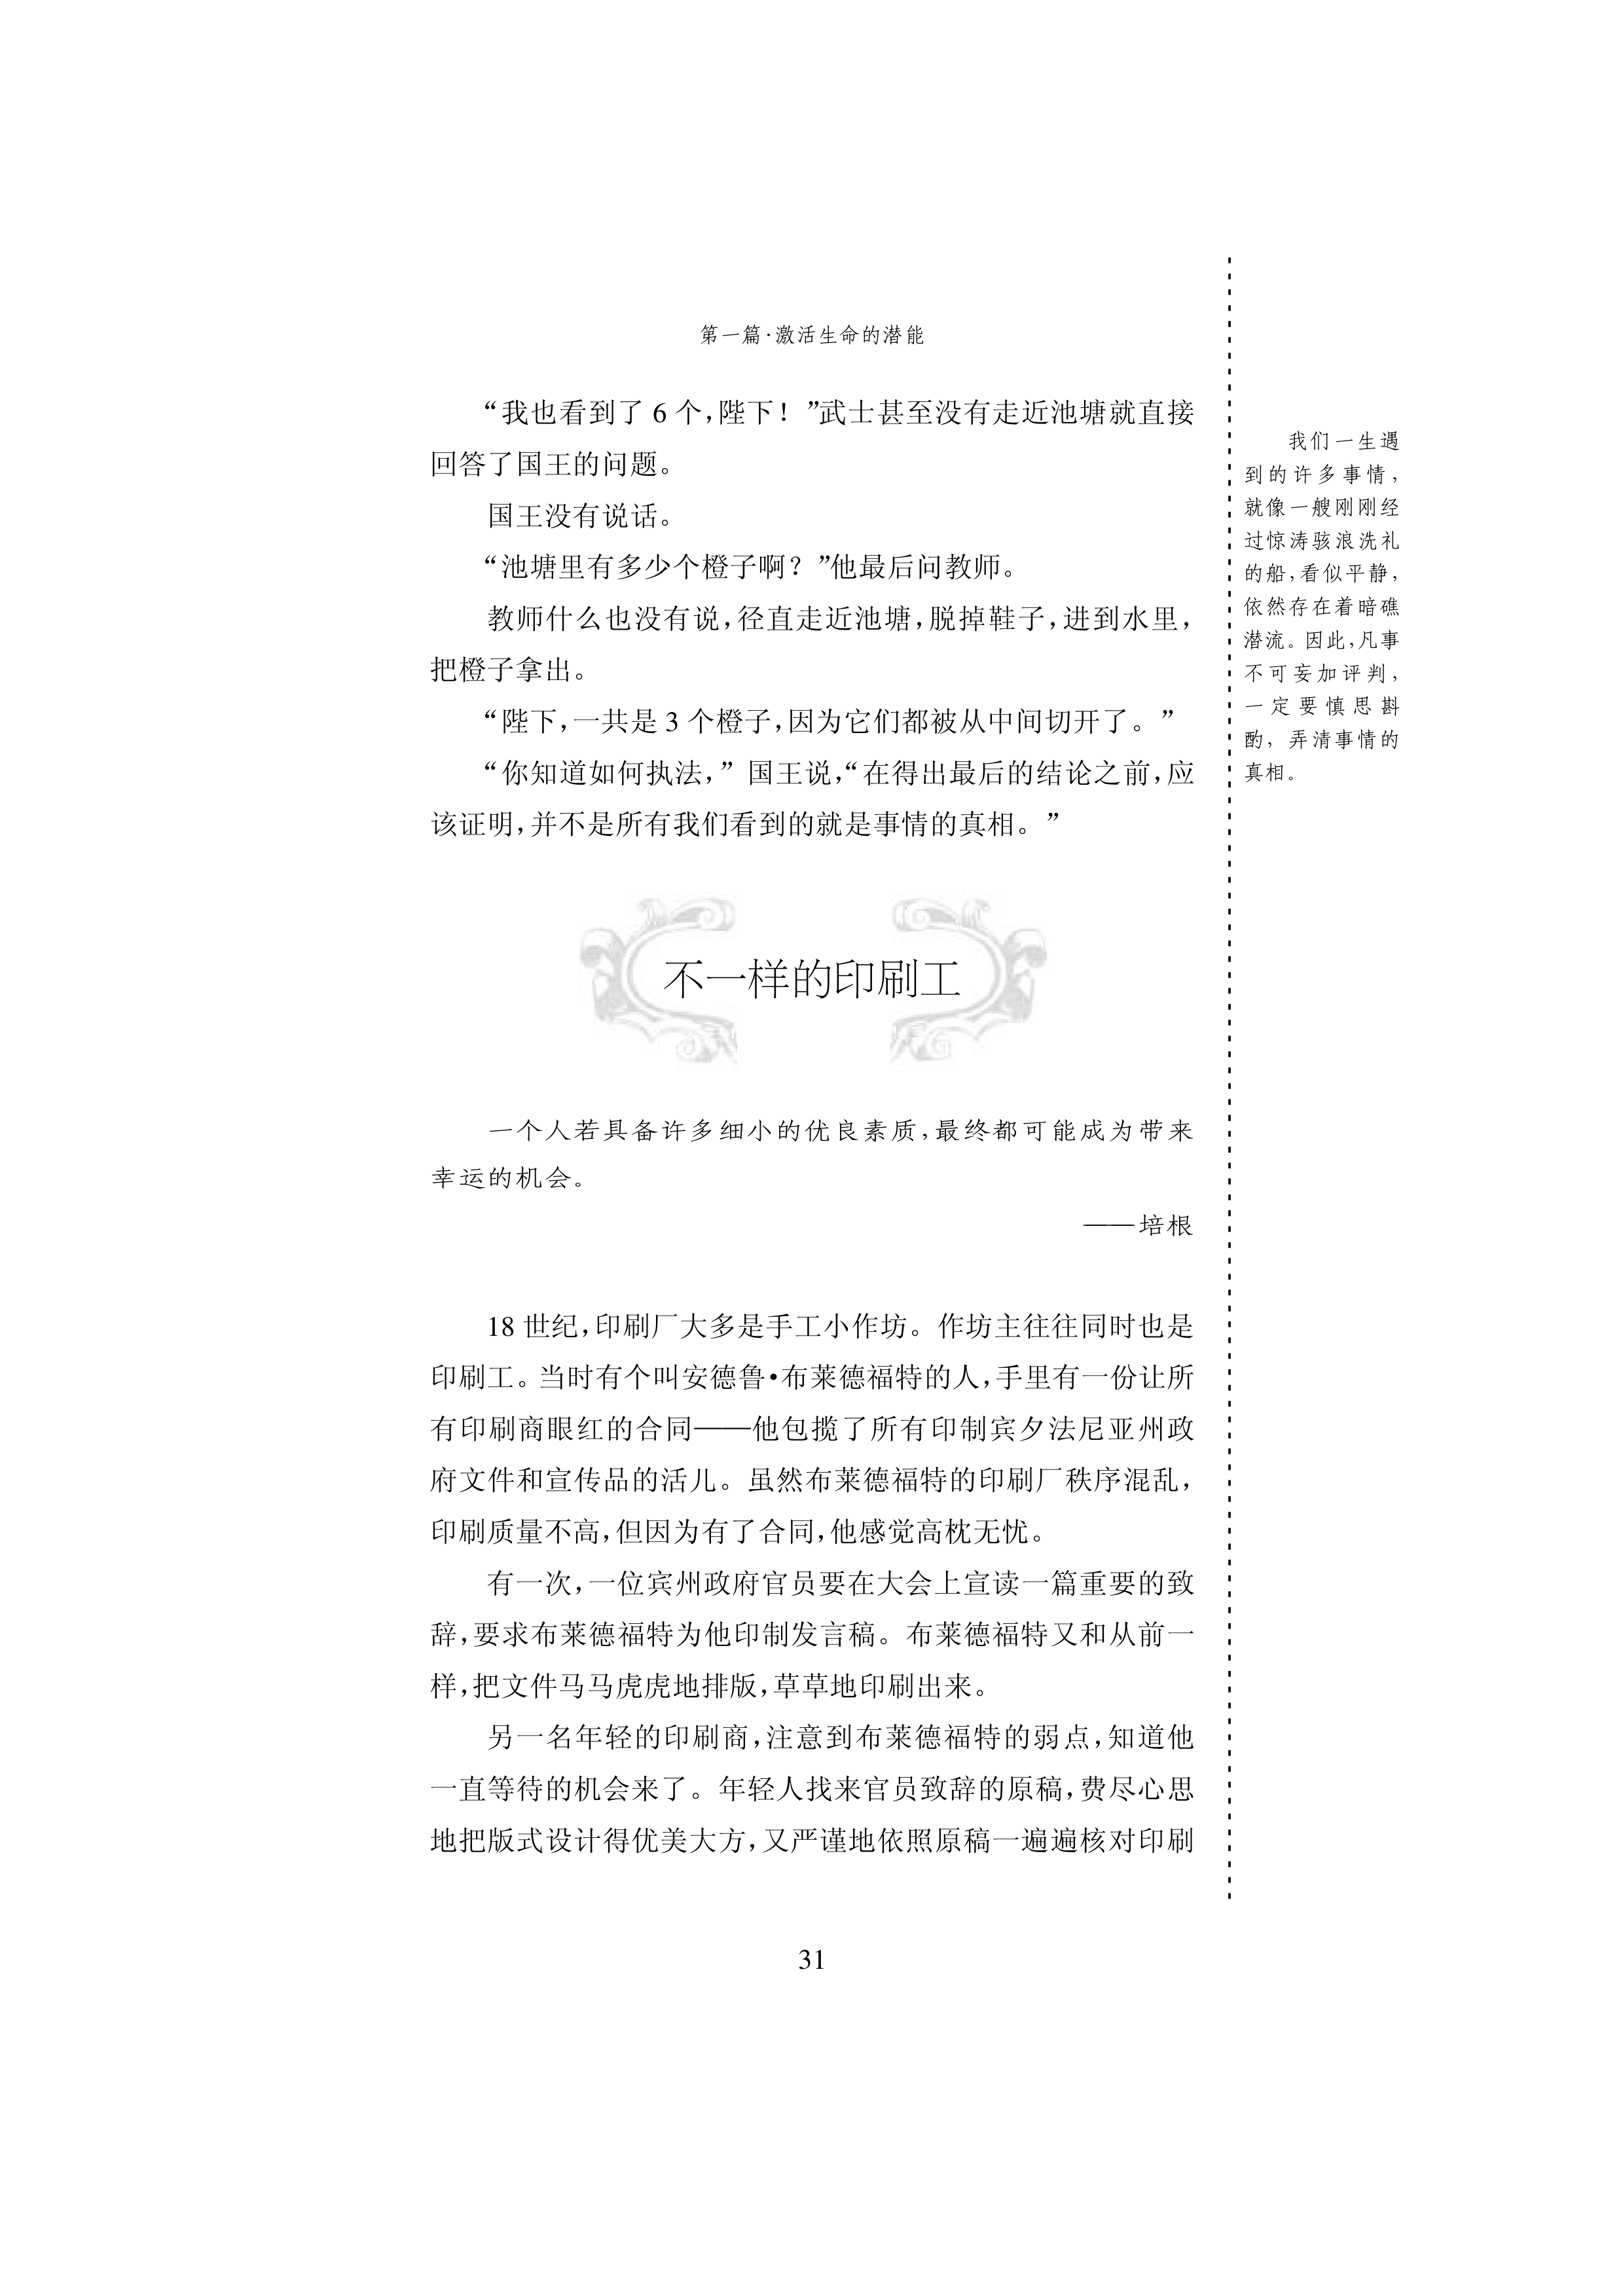 第一篇·激活生命的潜能
“我也看到了 6 个,陛下！”武士甚至没有走近池塘就直接
回答了国王的问题。
国王没有说话。
“池塘里有多少个橙子啊？”他最后问教师。
教师什么也没有说,径直走近池塘,脱掉鞋子,进到水里,
把橙子拿出。
“陛下,一共是 3 个橙子,因为它们都被从中间切开了。”
“你知道如何执法,”国王说,“在得出最后的结论之前,应
该证明,并不是所有我们看到的就是事情的真相。”
我们一生遇
到的许多事情,
就像一艘刚刚经
过惊涛骇浪洗礼
的船,看似平静,
依然存在着暗礁
潜流。因此,凡事
不可妄加评判,
一定要慎思斟
酌,弄清事情的
真相。
不一样的印刷工
一个人若具备许多细小的优良素质,最终都可能成为带来
幸运的机会。
——培根
18 世纪,印刷厂大多是手工小作坊。作坊主往往同时也是
印刷工。当时有个叫安德鲁•布莱德福特的人,手里有一份让所
有印刷商眼红的合同——他包揽了所有印制宾夕法尼亚州政
府文件和宣传品的活儿。虽然布莱德福特的印刷厂秩序混乱,
印刷质量不高,但因为有了合同,他感觉高枕无忧。
有一次,一位宾州政府官员要在大会上宣读一篇重要的致
辞,要求布莱德福特为他印制发言稿。布莱德福特又和从前一
样,把文件马马虎虎地排版,草草地印刷出来。
另一名年轻的印刷商,注意到布莱德福特的弱点,知道他
一直等待的机会来了。年轻人找来官员致辞的原稿,费尽心思
地把版式设计得优美大方,又严谨地依照原稿一遍遍核对印刷
31